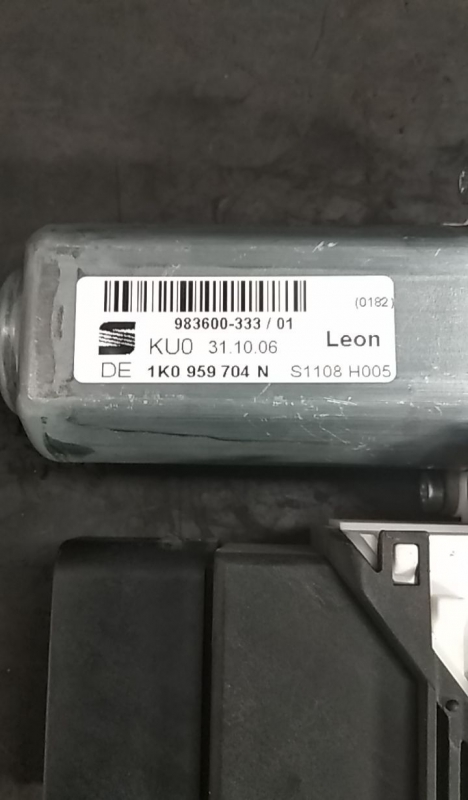 (0182)
983600-333 / 01
KU0 31.10.06 Leon
DE 1K0 959 704 N S1108 H005